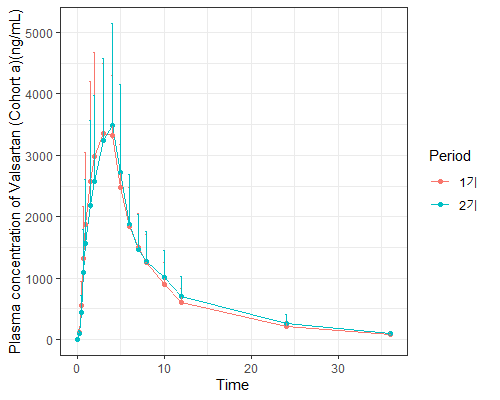 Plasma concentration of Valsartan (Cohort a)(ng/mL)
5000
4000
3000
2000
1000
0
0
10
20
30
Time
Period
1기
2기